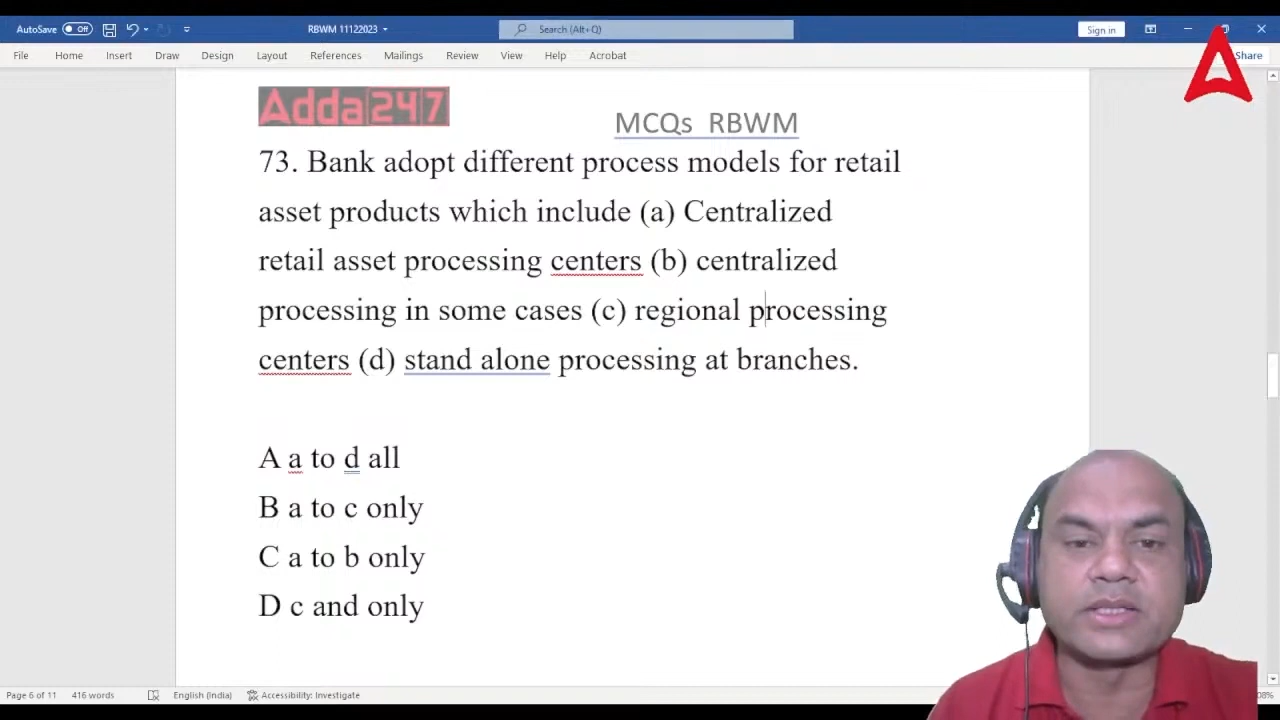 AutoSave Off
RBWM 11122023
Search (Alt+Q)
Sign in
File Home Insert Draw Design Layout References Mailings Review View Help Acrobat Share
Adda247
MCQs RBWM
73. Bank adopt different process models for retail
asset products which include (a) Centralized
retail asset processing centers (b) centralized
processing in some cases (c) regional processing
centers (d) stand alone processing at branches.
A a to d all
B a to c only
C a to b only
D c and only
Page 6 of 11 416 words English (India) Accessibility: Investigate